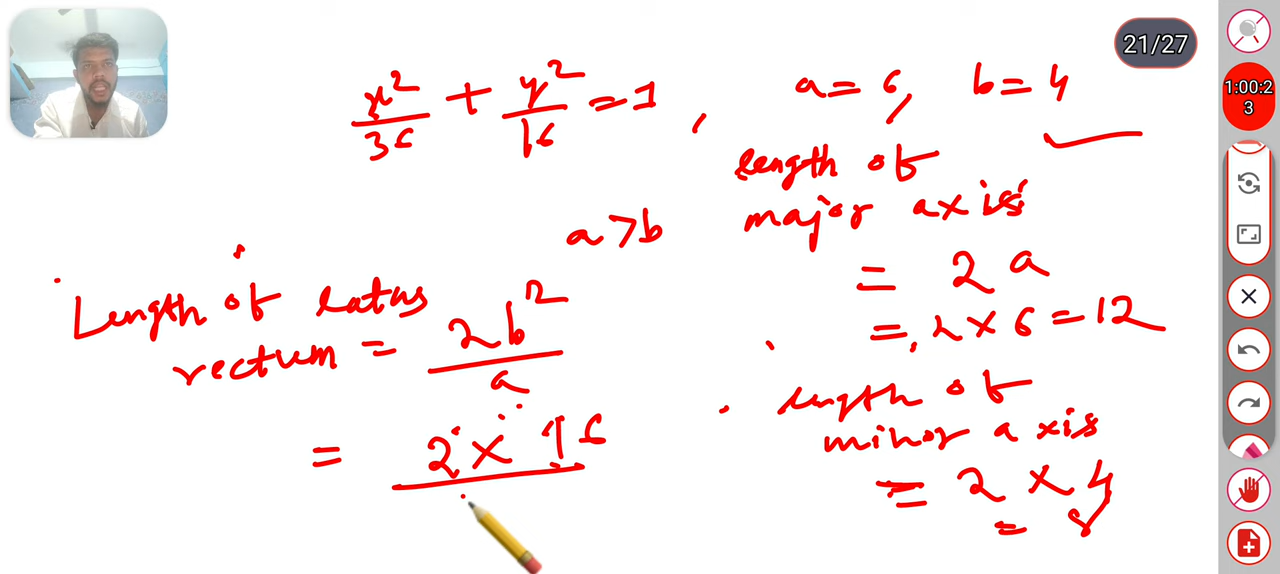 21/27
1:00:2
3
x²/36 + y²/16 = 1, a = 6, b = 4
a > b
length of
major axis
= 2a
= 2 × 6 = 12
Length of latus
rectum = 2b²/a
= 2 × 16
length of
minor axis
= 2 × 4
= 8